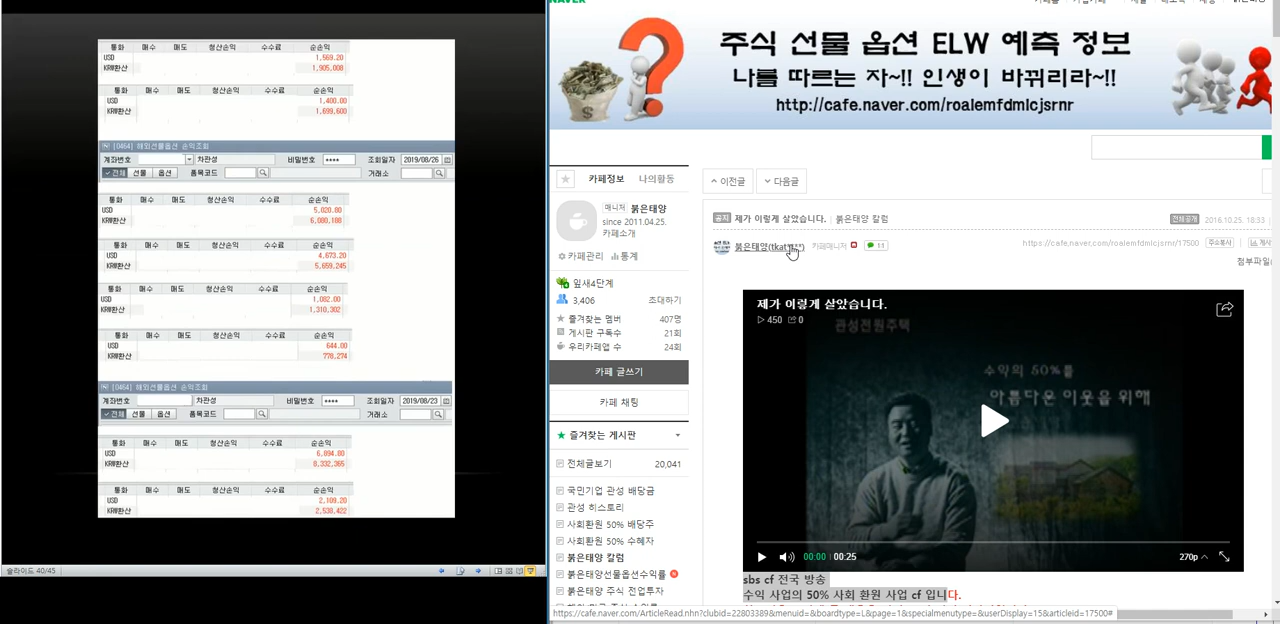 통화 매수 매도 청산손익 수수료 순손익
USD 1,569.20
KRW환산 1,905,008
통화 매수 매도 청산손익 수수료 순손익
USD 1,400.00
KRW환산 1,699,600
[0464] 해외선물옵션 손익조회
계좌번호 차관성 비밀번호 **** 조회일자 2019/08/26
전체 선물 옵션 품목코드 거래소
통화 매수 매도 청산손익 수수료 순손익
USD 5,020.80
KRW환산 6,080,188
통화 매수 매도 청산손익 수수료 순손익
USD 4,673.20
KRW환산 5,659,245
통화 매수 매도 청산손익 수수료 순손익
USD 1,082.00
KRW환산 1,310,302
통화 매수 매도 청산손익 수수료 순손익
USD 644.00
KRW환산 778,274
[0464] 해외선물옵션 손익조회
계좌번호 차관성 비밀번호 **** 조회일자 2019/08/23
전체 선물 옵션 품목코드 거래소
통화 매수 매도 청산손익 수수료 순손익
USD 6,894.80
KRW환산 8,332,365
통화 매수 매도 청산손익 수수료 순손익
USD 2,109.20
KRW환산 2,538,422
슬라이드 40/45
NAVER
주식 선물 옵션 ELW 예측 정보
나를 따르는 자~!! 인생이 바뀌리라~!!
http://cafe.naver.com/roalemfdmlcjsrnr
카페정보 나의활동
매니저 붉은태양
since 2011.04.25.
카페소개
카페관리 통계
잎새4단계
3,406 초대하기
즐겨찾는 멤버 407명
게시판 구독수 21회
우리카페앱 수 24회
카페 글쓰기
카페 채팅
즐겨찾는 게시판
전체글보기 20,041
국민기업 관성 배당금
관성 히스토리
사회환원 50% 배당주
사회환원 50% 수혜자
붉은태양 칼럼
붉은태양선물옵션수익률
붉은태양 주식 전업투자
이전글 다음글
공지 제가 이렇게 살았습니다. | 붉은태양 칼럼 전체공개 2016.10.25. 18:33
붉은태양(tkat****) 카페매니저 11 https://cafe.naver.com/roalemfdmlcjsrnr/17500 주소복사
첨부파일
제가 이렇게 살았습니다.
450 0
관성전원주택
수익의 50%를
아름다운 이웃을 위해
00:00 00:25 270p
sbs cf 전국 방송
수익 사업의 50% 사회 환원 사업 cf 입니다.
https://cafe.naver.com/ArticleRead.nhn?clubid=22803389&menuid=&boardtype=L&page=1&specialmenutype=&userDisplay=15&articleid=17500#